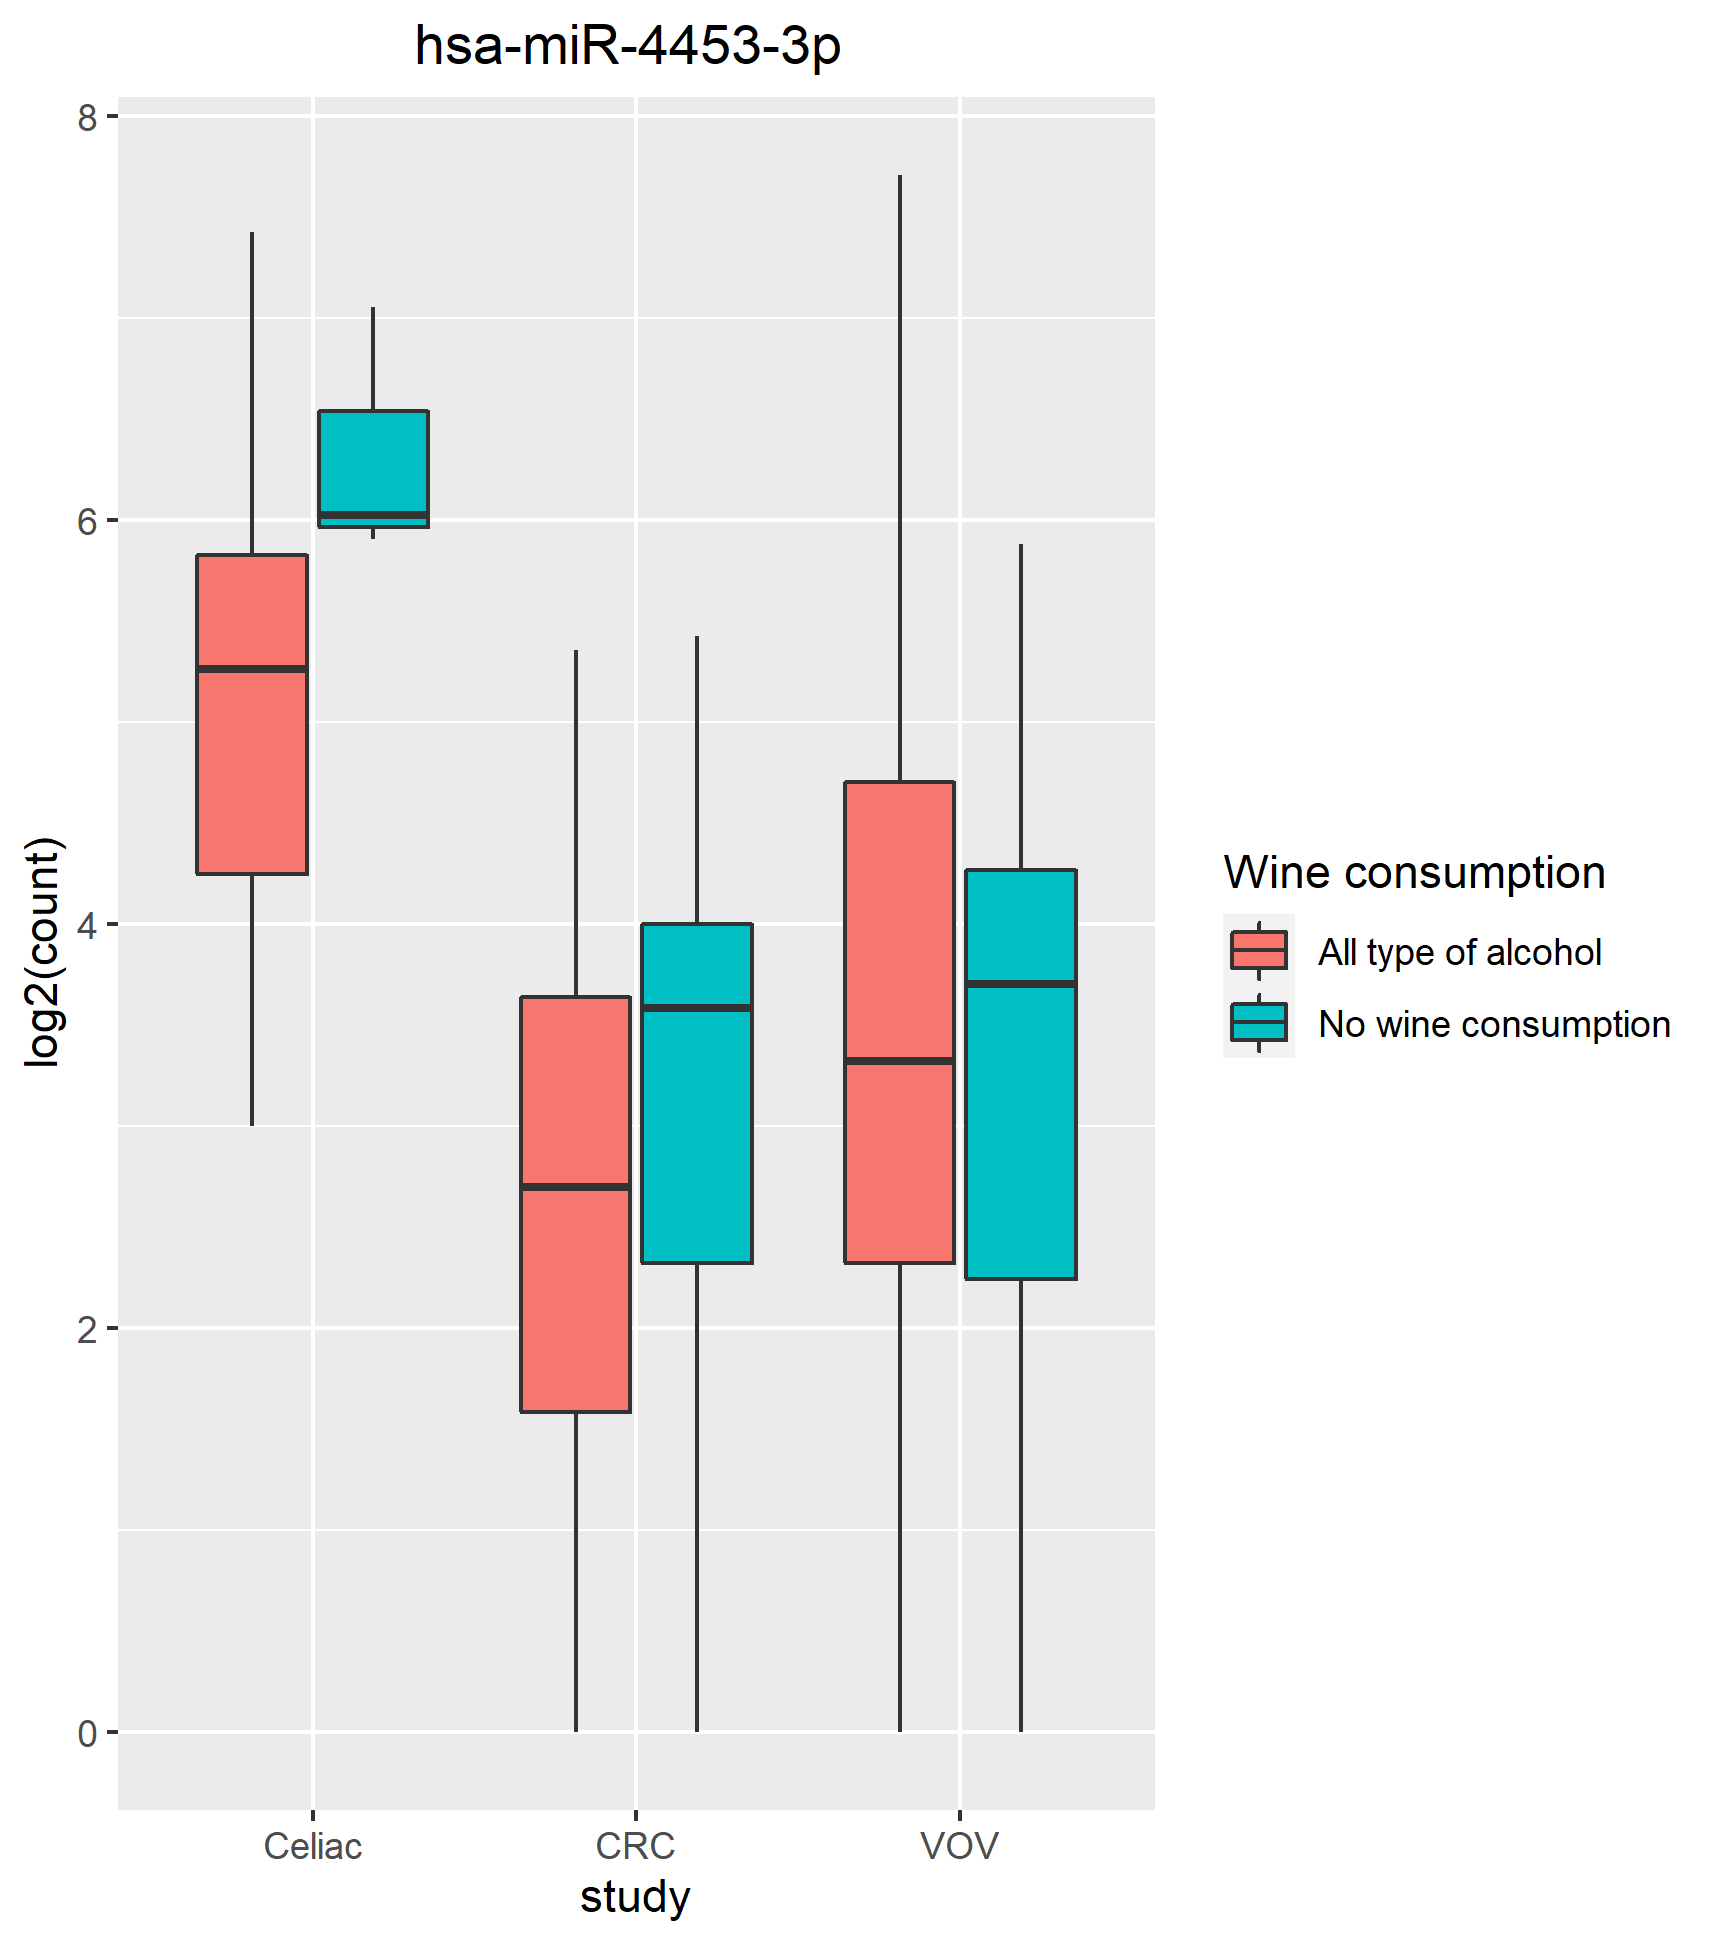 hsa-miR-4453-3p
8
6
4
2
0
log2(count)
Celiac CRC VOV
study
Wine consumption
All type of alcohol
No wine consumption